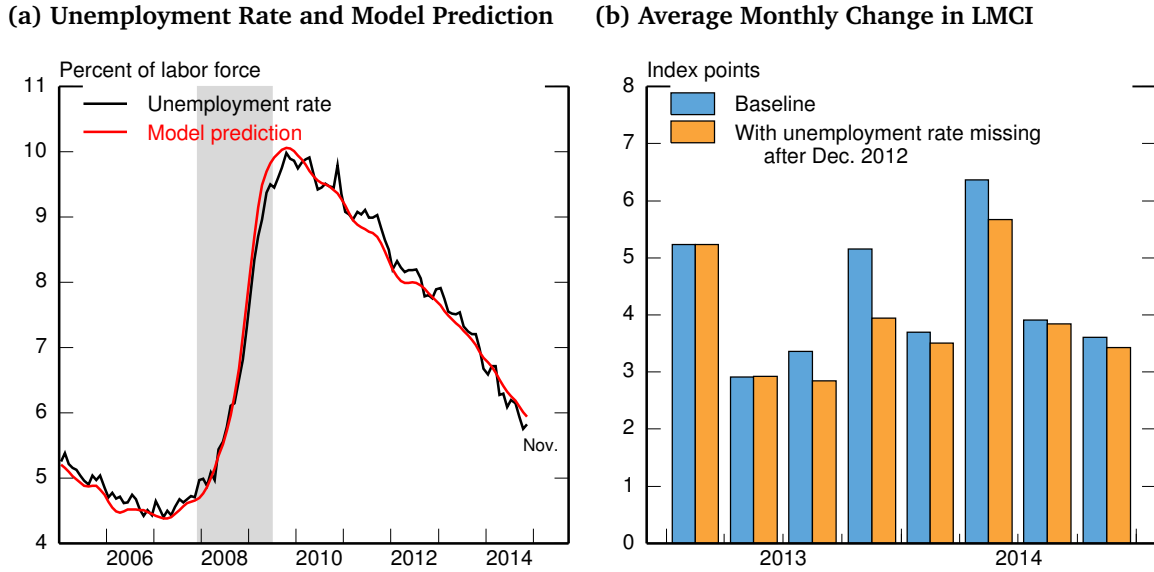 (a) Unemployment Rate and Model Prediction
Percent of labor force
11
10
9
8
7
6
5
4
Unemployment rate
Model prediction
Nov.
2006 2008 2010 2012 2014
(b) Average Monthly Change in LMCI
Index points
8
7
6
5
4
3
2
1
0
Baseline
With unemployment rate missing
after Dec. 2012
2013 2014